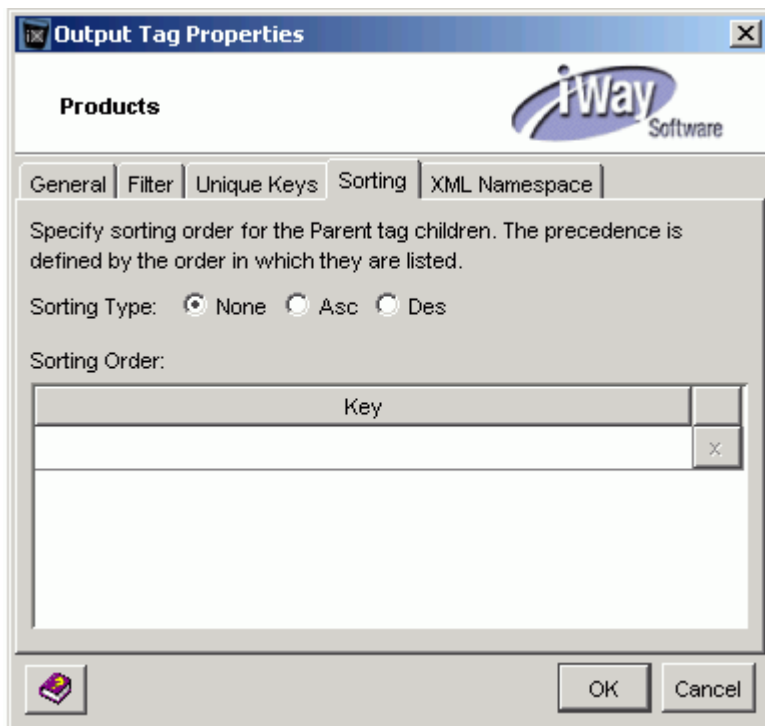 Output Tag Properties
Products
iWay
Software
General
Filter
Unique Keys
Sorting
XML Namespace
Specify sorting order for the Parent tag children. The precedence is
defined by the order in which they are listed.
Sorting Type: None Asc Des
Sorting Order:
Key
x
OK
Cancel